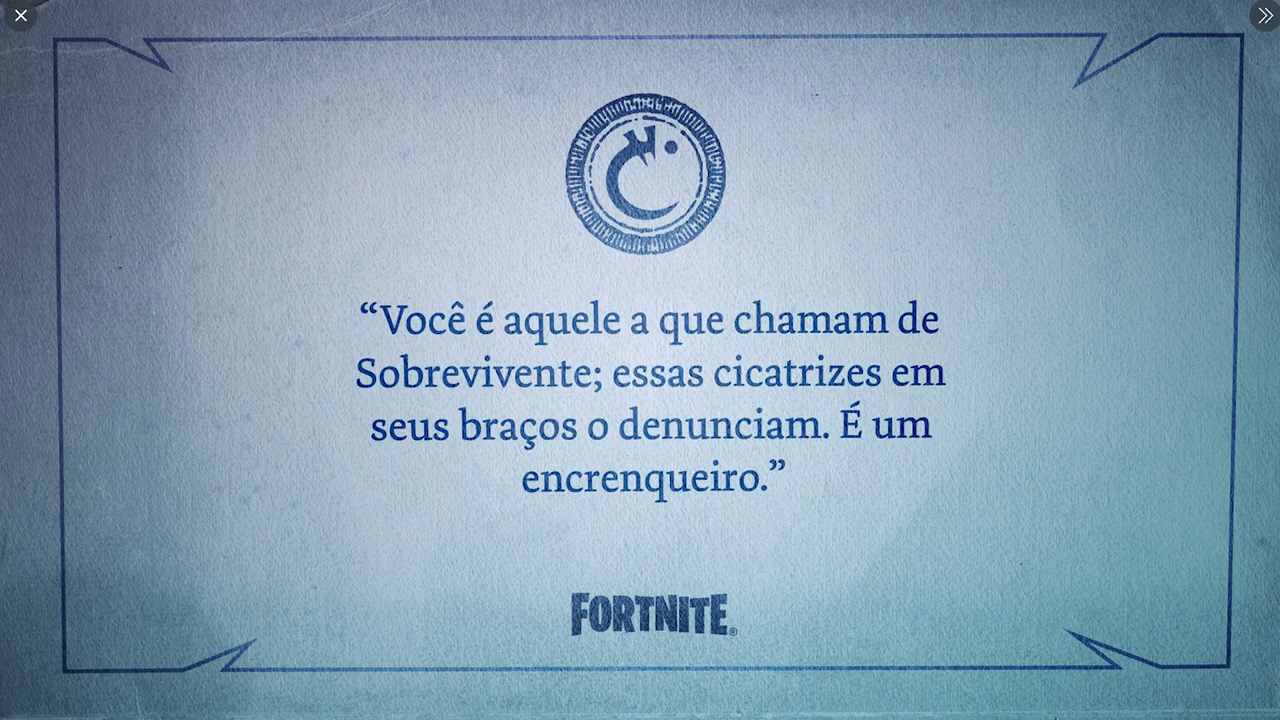 “Você é aquele a que chamam de
Sobrevivente; essas cicatrizes em
seus braços o denunciam. É um
encrenqueiro.”
FORTNITE®